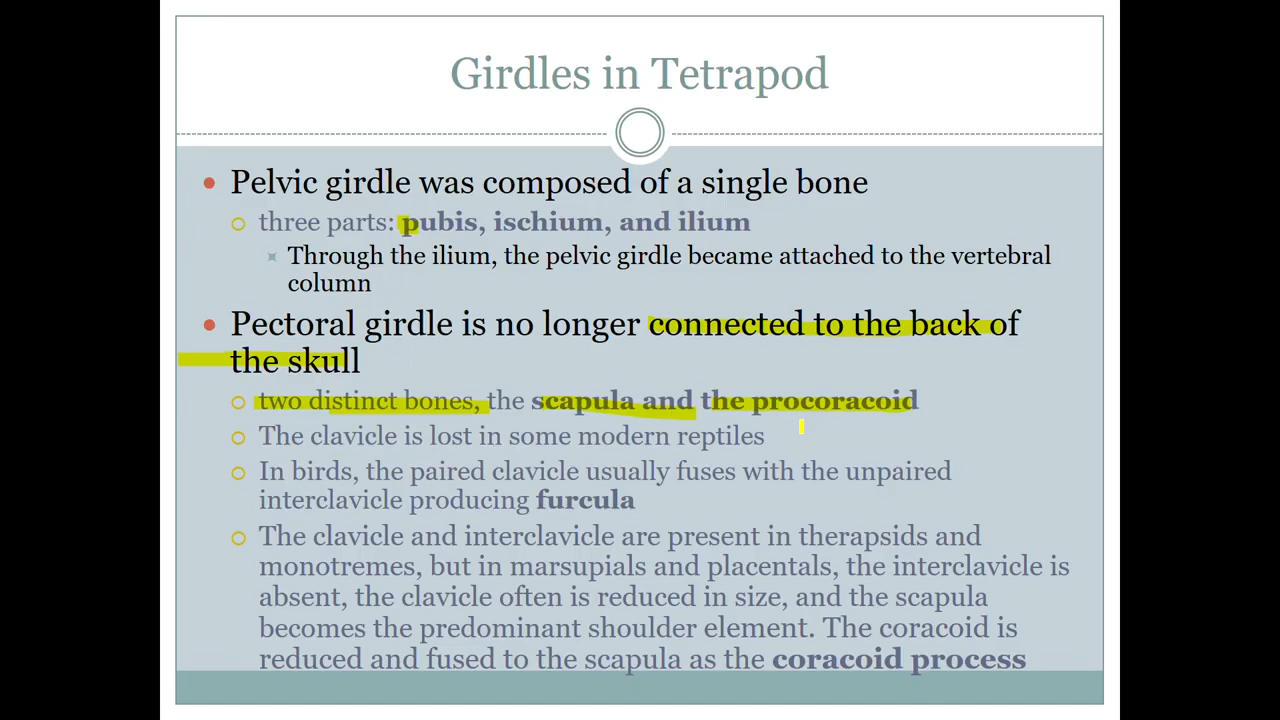 Girdles in Tetrapod
Pelvic girdle was composed of a single bone
three parts: pubis, ischium, and ilium
Through the ilium, the pelvic girdle became attached to the vertebral
column
Pectoral girdle is no longer connected to the back of
the skull
two distinct bones, the scapula and the procoracoid
The clavicle is lost in some modern reptiles
In birds, the paired clavicle usually fuses with the unpaired
interclavicle producing furcula
The clavicle and interclavicle are present in therapsids and
monotremes, but in marsupials and placentals, the interclavicle is
absent, the clavicle often is reduced in size, and the scapula
becomes the predominant shoulder element. The coracoid is
reduced and fused to the scapula as the coracoid process